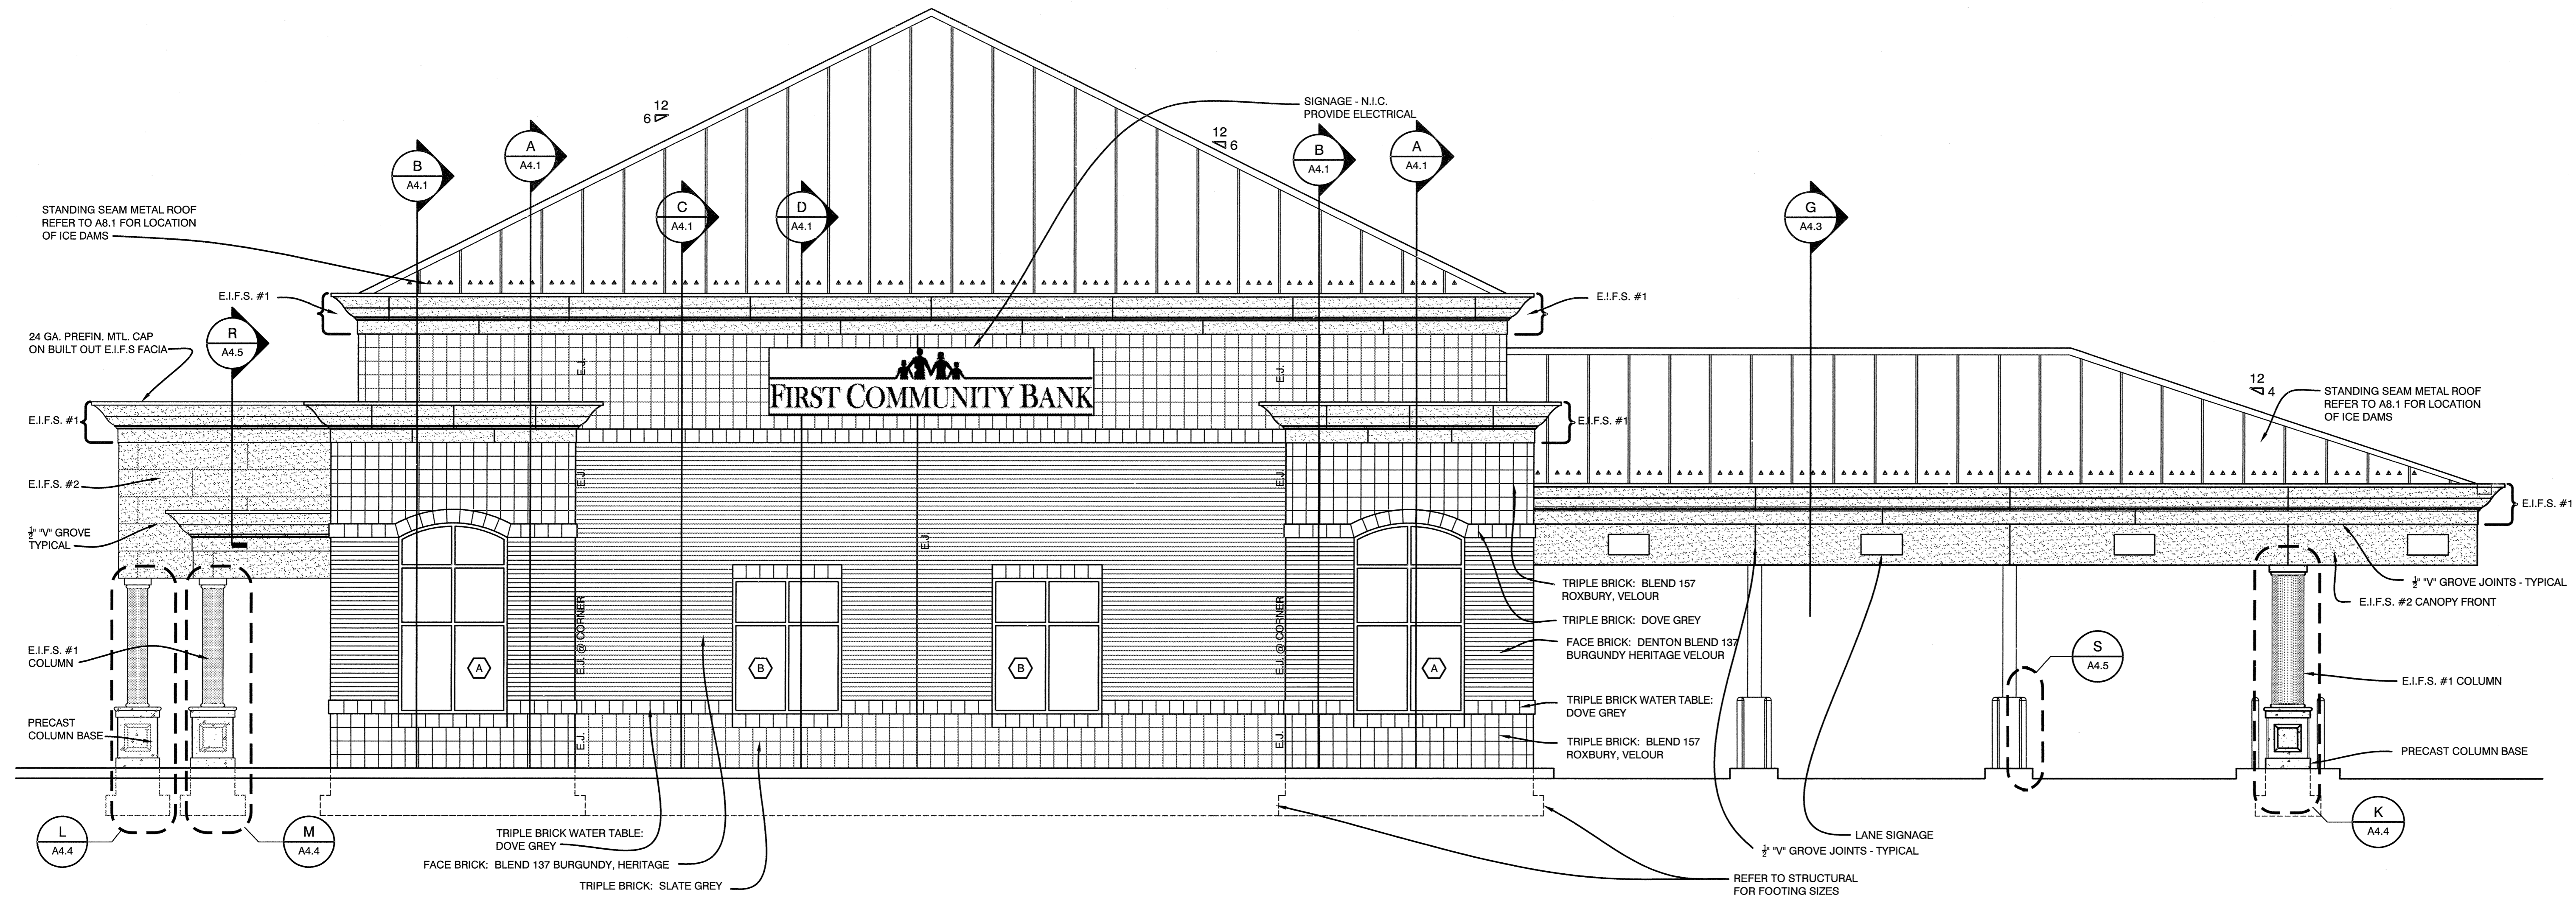 12
6
SIGNAGE - N.I.C.
PROVIDE ELECTRICAL
12
6
B
A4.1
A
A4.1
C
A4.1
D
A4.1
B
A4.1
A
A4.1
G
A4.3
STANDING SEAM METAL ROOF
REFER TO A8.1 FOR LOCATION
OF ICE DAMS
E.I.F.S. #1
E.I.F.S. #1
24 GA. PREFIN. MTL. CAP
ON BUILT OUT E.I.F.S FACIA
R
A4.5
E.J.
E.J.
FIRST COMMUNITY BANK
12
4
STANDING SEAM METAL ROOF
REFER TO A8.1 FOR LOCATION
OF ICE DAMS
E.I.F.S. #1
E.I.F.S. #1
E.I.F.S. #2
E.J.
E.J.
E.I.F.S. #1
½" "V" GROVE
TYPICAL
E.J.
TRIPLE BRICK: BLEND 157
ROXBURY, VELOUR
½" "V" GROVE JOINTS - TYPICAL
E.I.F.S. #2 CANOPY FRONT
TRIPLE BRICK: DOVE GREY
E.J. @ CORNER
E.J. @ CORNER
FACE BRICK: DENTON BLEND 137
BURGUNDY HERITAGE VELOUR
E.I.F.S. #1
COLUMN
A
B
B
A
S
A4.5
E.I.F.S. #1 COLUMN
TRIPLE BRICK WATER TABLE:
DOVE GREY
PRECAST
COLUMN BASE
E.J.
E.J.
TRIPLE BRICK: BLEND 157
ROXBURY, VELOUR
PRECAST COLUMN BASE
L
A4.4
M
A4.4
TRIPLE BRICK WATER TABLE:
DOVE GREY
FACE BRICK: BLEND 137 BURGUNDY, HERITAGE
TRIPLE BRICK: SLATE GREY
LANE SIGNAGE
½" "V" GROVE JOINTS - TYPICAL
REFER TO STRUCTURAL
FOR FOOTING SIZES
K
A4.4